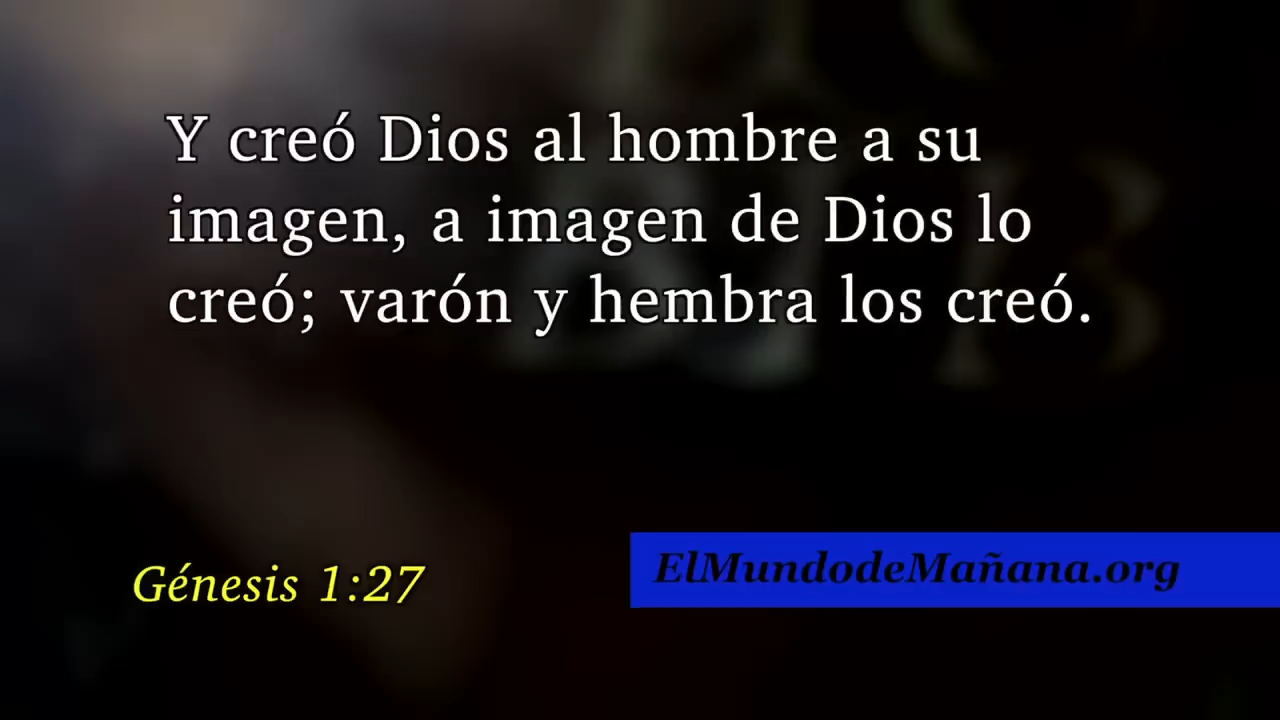 Y creó Dios al hombre a su
imagen, a imagen de Dios lo
creó; varón y hembra los creó.
Génesis 1:27
ElMundodeMañana.org